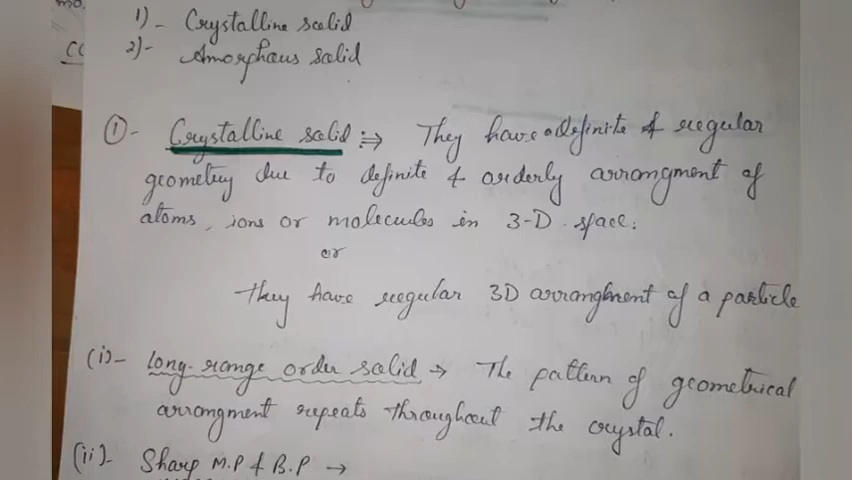 1)- Crystalline solid
2)- Amorphous solid
①- Crystalline solid :⇒ They have definite & regular
geometry due to definite & orderly arrangment of
atoms, ions or molecules in 3-D space.
or
They have regular 3D arrangment of a particle
(i)- Long-range order solid → The pattern of geometrical
arrangment repeats throughout the crystal.
(ii)- Sharp M.P & B.P →